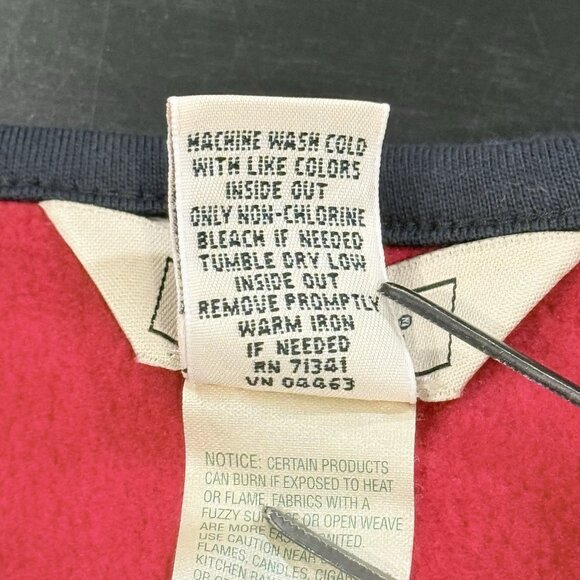 MACHINE WASH COLD
WITH LIKE COLORS
INSIDE OUT
ONLY NON-CHLORINE
BLEACH IF NEEDED
TUMBLE DRY LOW
INSIDE OUT
REMOVE PROMPTLY
WARM IRON
IF NEEDED
RN 71341
VN 04463
NOTICE: CERTAIN PRODUCTS
CAN BURN IF EXPOSED TO HEAT
OR FLAME, FABRICS WITH A
FUZZY OR OPEN WEAVE
ARE MORE
USE CAUTION NEAR
FLAMES, CANDLES,
KITCHEN
OR